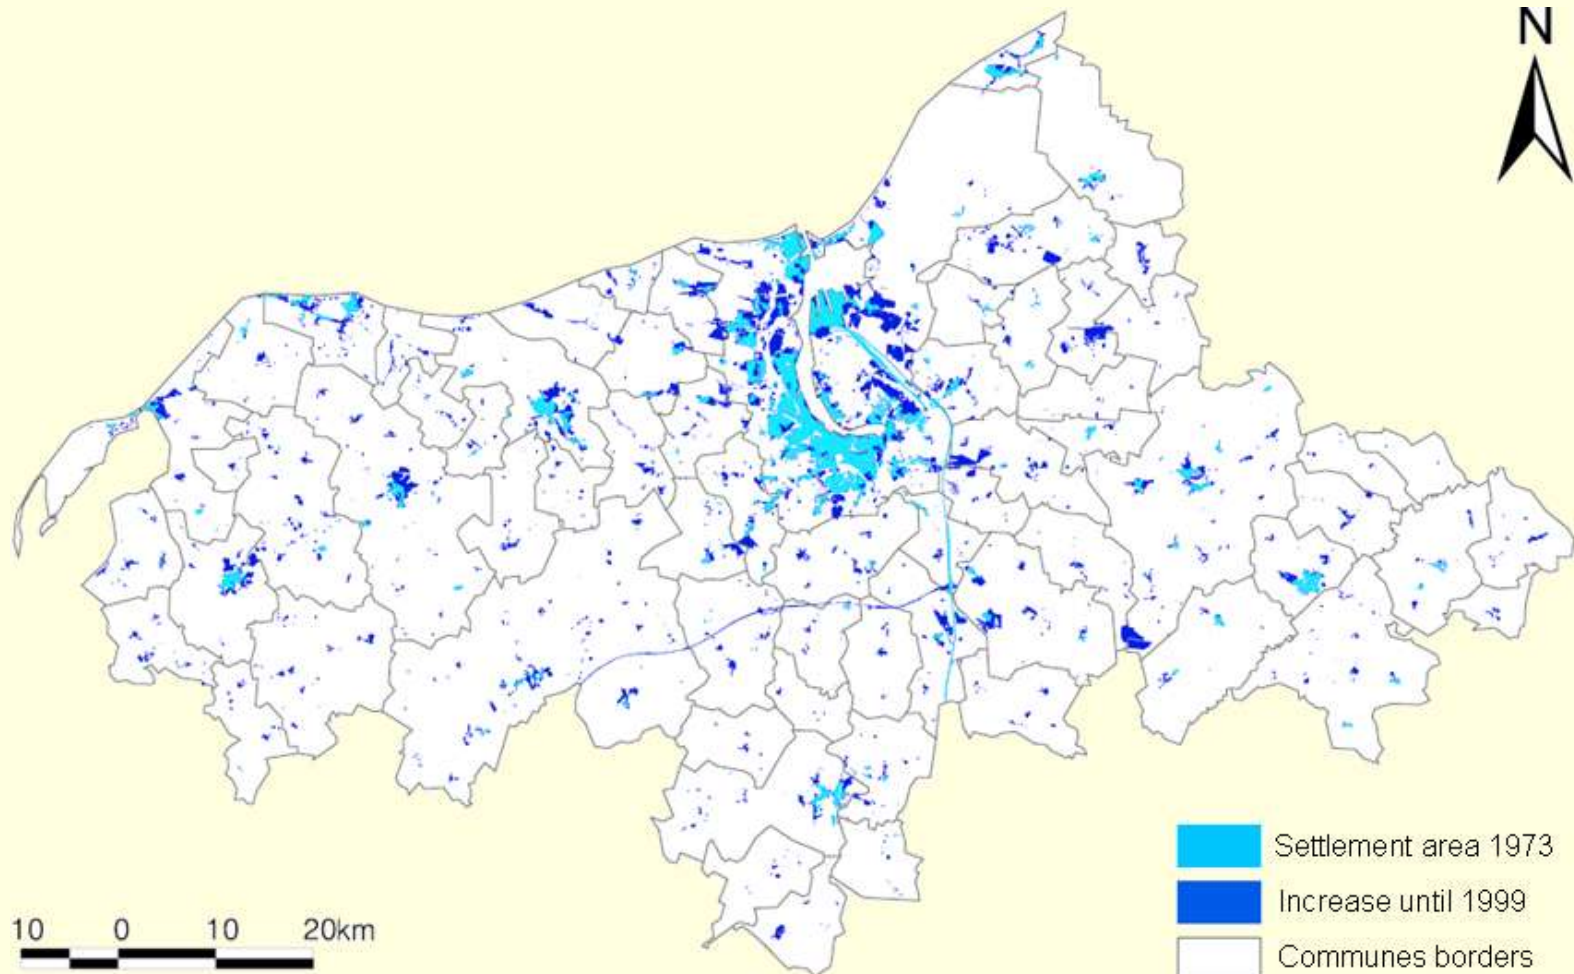 N
Settlement area 1973
Increase until 1999
Communes borders
10 0 10 20km